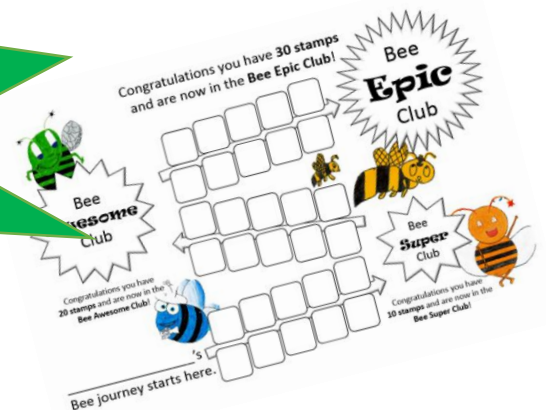 Congratulations you have 30 stamps
and are now in the Bee Epic Club!
Bee
Epic
Club
Bee
Club
Congratulations you have
20 stamps and are now in the
Bee Awesome Club!
Bee
Super
Club
Congratulations you have
10 stamps and are now in the
Bee Super Club!
's
Bee journey starts here.